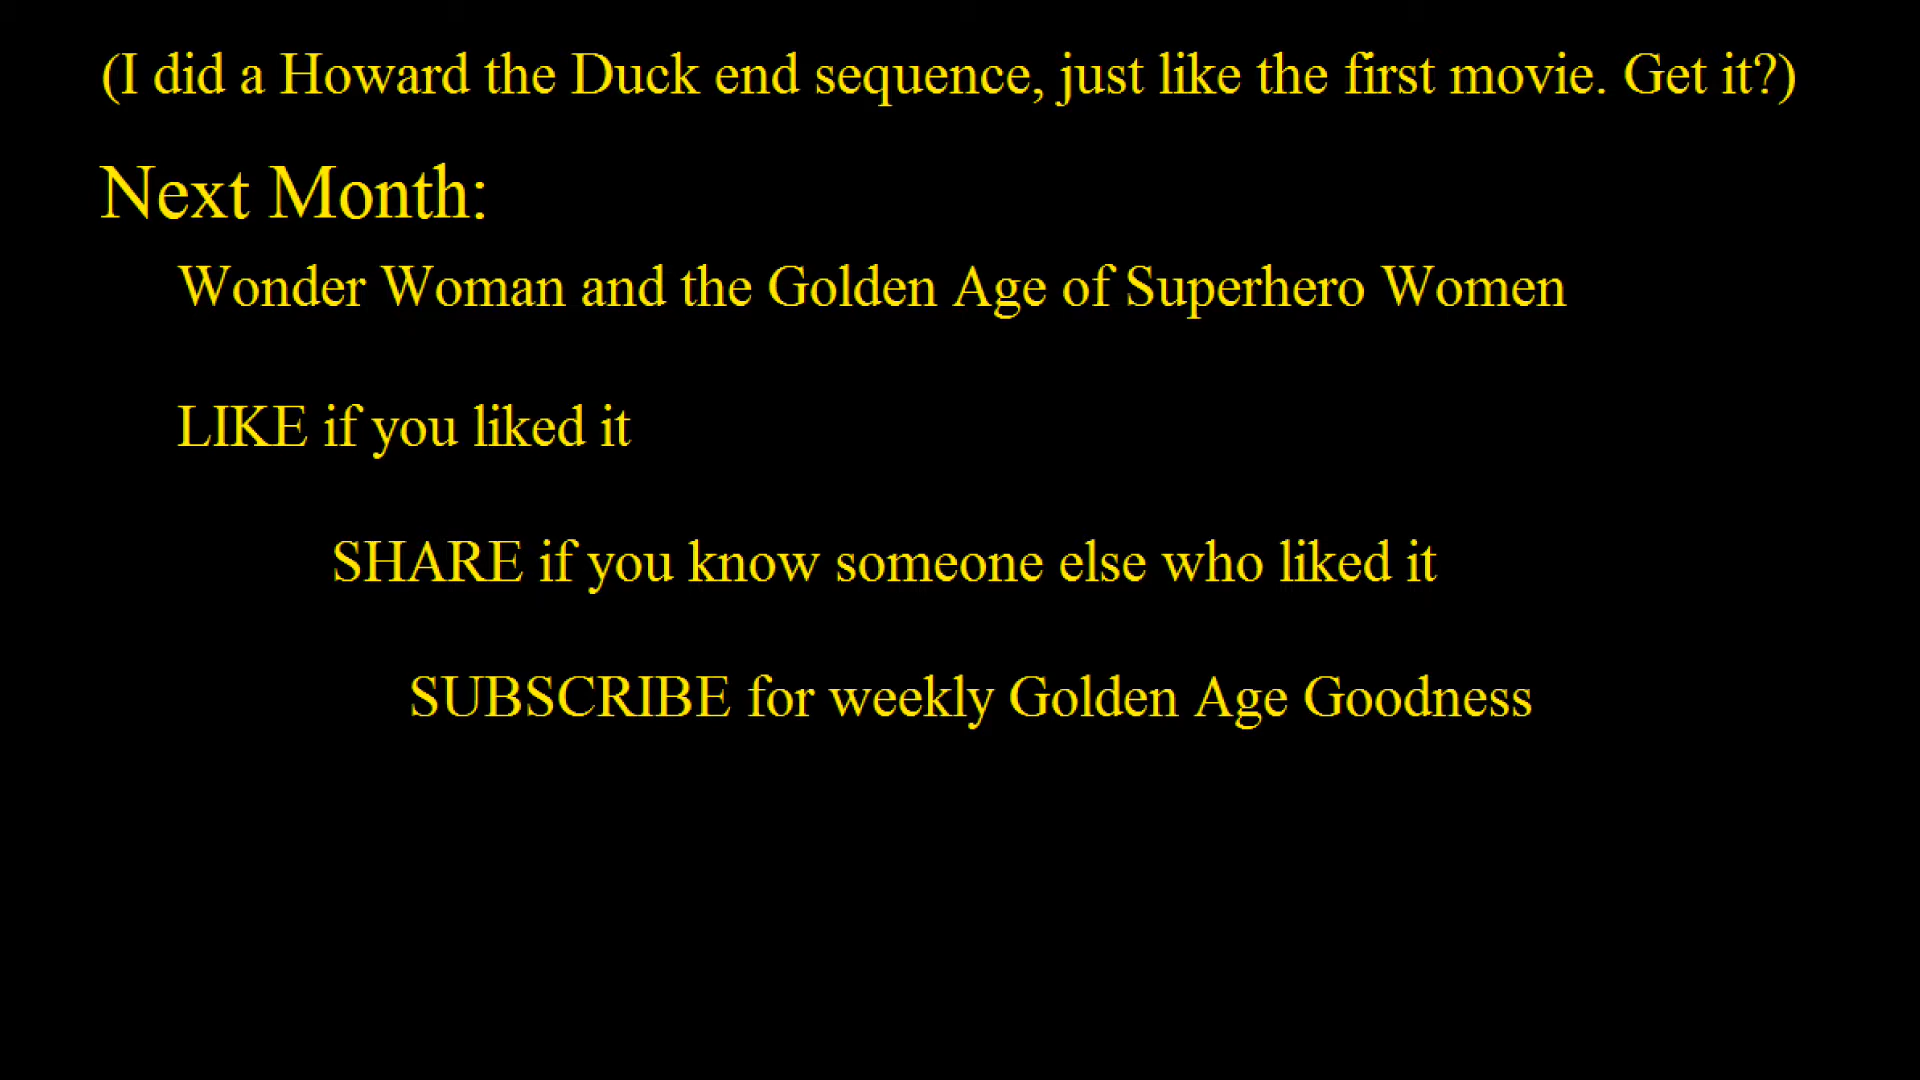 (I did a Howard the Duck end sequence, just like the first movie. Get it?)
Next Month:
Wonder Woman and the Golden Age of Superhero Women
LIKE if you liked it
SHARE if you know someone else who liked it
SUBSCRIBE for weekly Golden Age Goodness